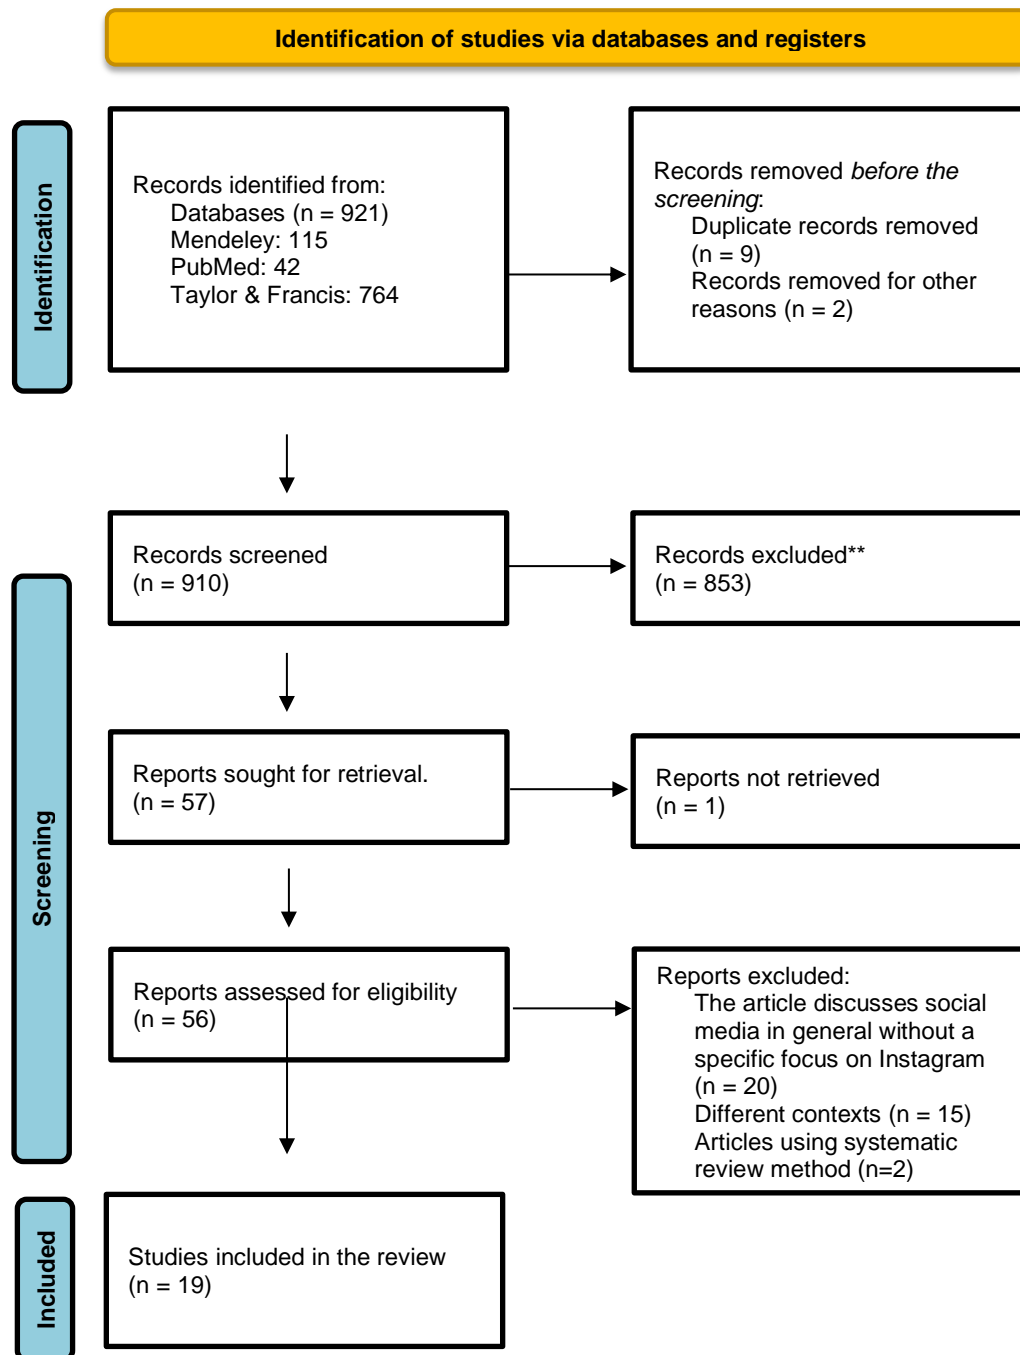 Identification of studies via databases and registers
Identification
Records identified from:
Databases (n = 921)
Mendeley: 115
PubMed: 42
Taylor & Francis: 764
Records removed before the
screening:
Duplicate records removed
(n = 9)
Records removed for other
reasons (n = 2)
Screening
Records screened
(n = 910)
Records excluded**
(n = 853)
Reports sought for retrieval.
(n = 57)
Reports not retrieved
(n = 1)
Reports assessed for eligibility
(n = 56)
Reports excluded:
The article discusses social
media in general without a
specific focus on Instagram
(n = 20)
Different contexts (n = 15)
Articles using systematic
review method (n=2)
Included
Studies included in the review
(n = 19)